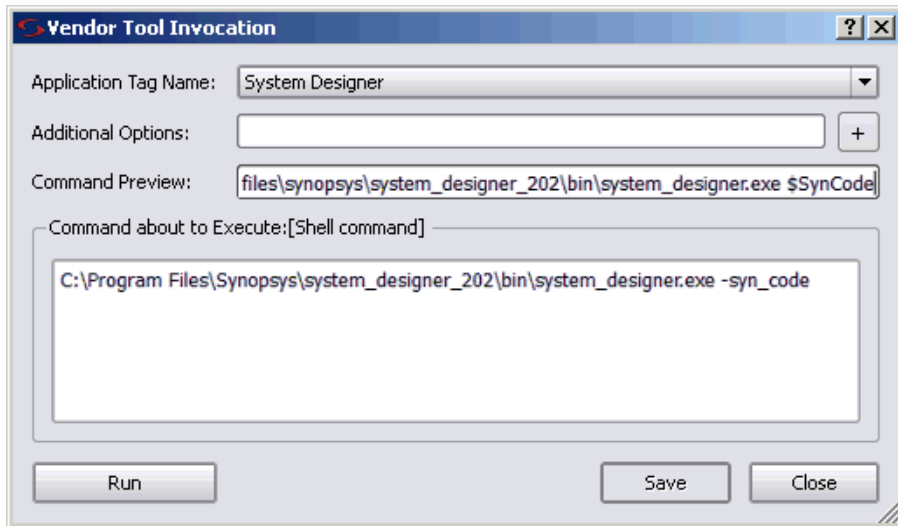 Vendor Tool Invocation ? X
Application Tag Name: System Designer
Additional Options: +
Command Preview: files\synopsys\system_designer_202\bin\system_designer.exe $SynCode
Command about to Execute:[Shell command]
C:\Program Files\Synopsys\system_designer_202\bin\system_designer.exe -syn_code
Run Save Close